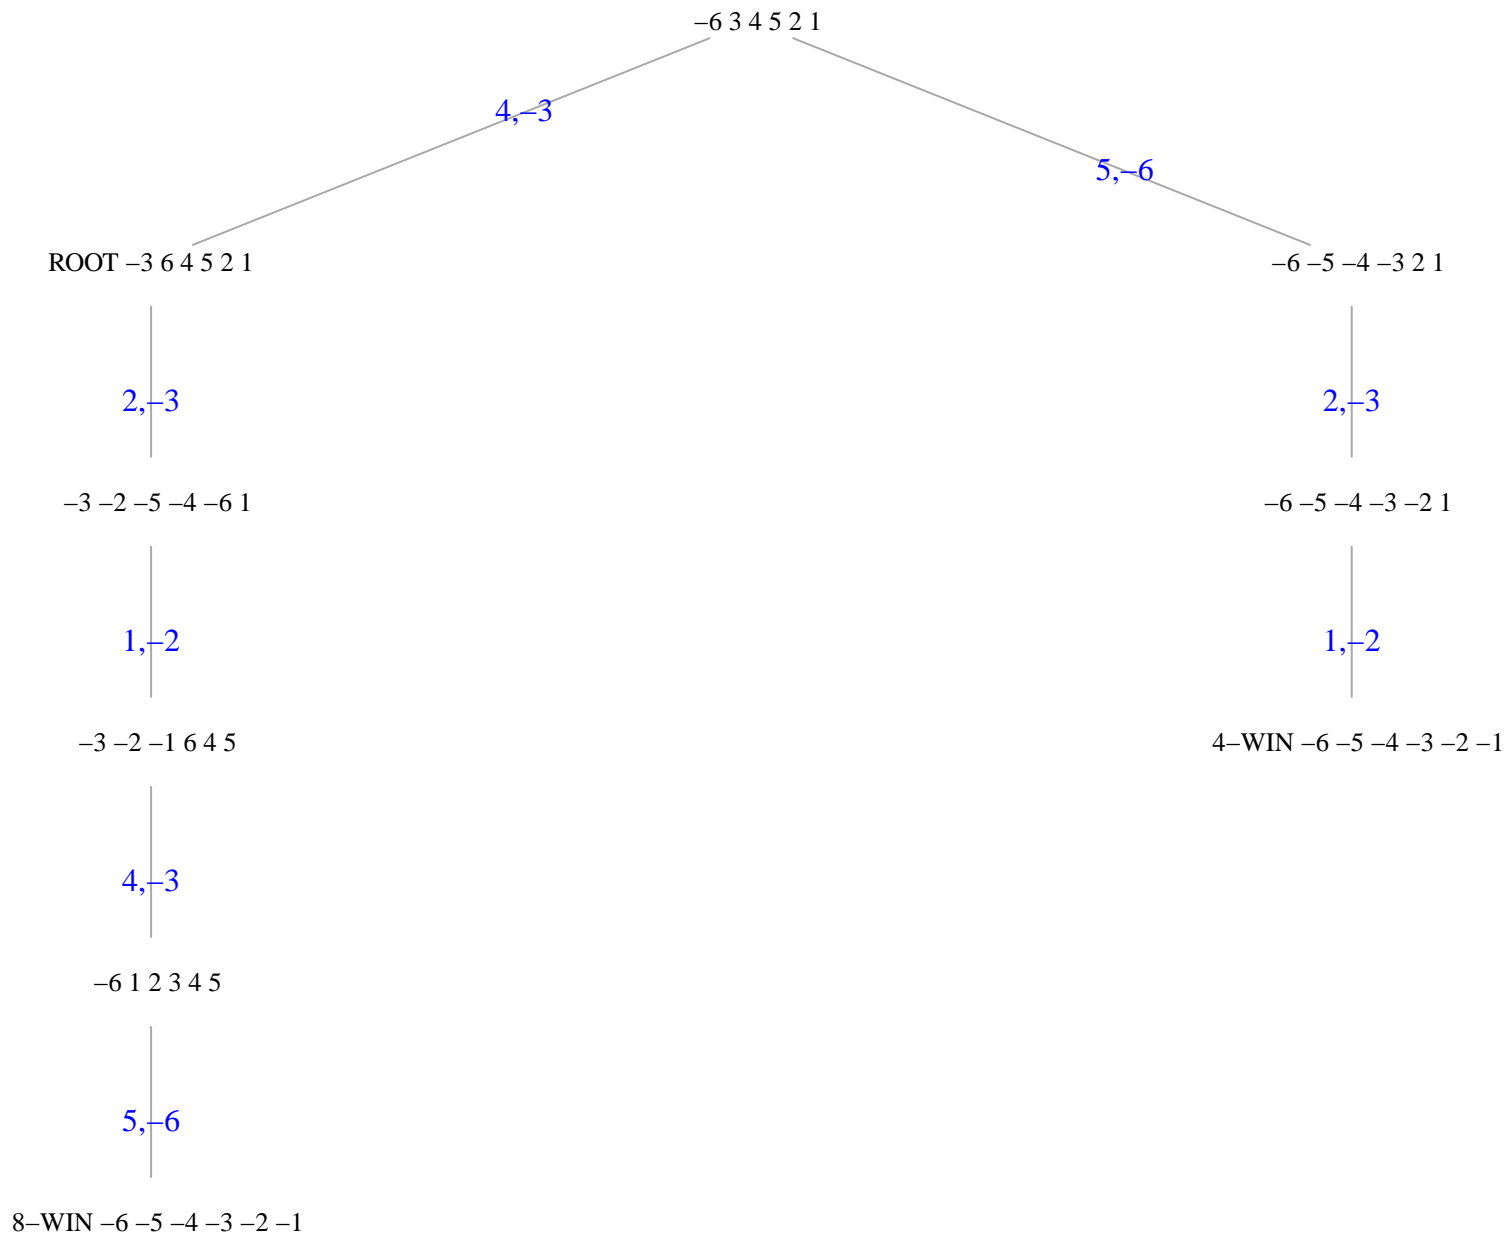 –6 3 4 5 2 1
4,–3
5,–6
ROOT –3 6 4 5 2 1
–6 –5 –4 –3 2 1
2,–3
2,–3
–3 –2 –5 –4 –6 1
–6 –5 –4 –3 –2 1
1,–2
1,–2
–3 –2 –1 6 4 5
4–WIN –6 –5 –4 –3 –2 –1
4,–3
–6 1 2 3 4 5
5,–6
8–WIN –6 –5 –4 –3 –2 –1